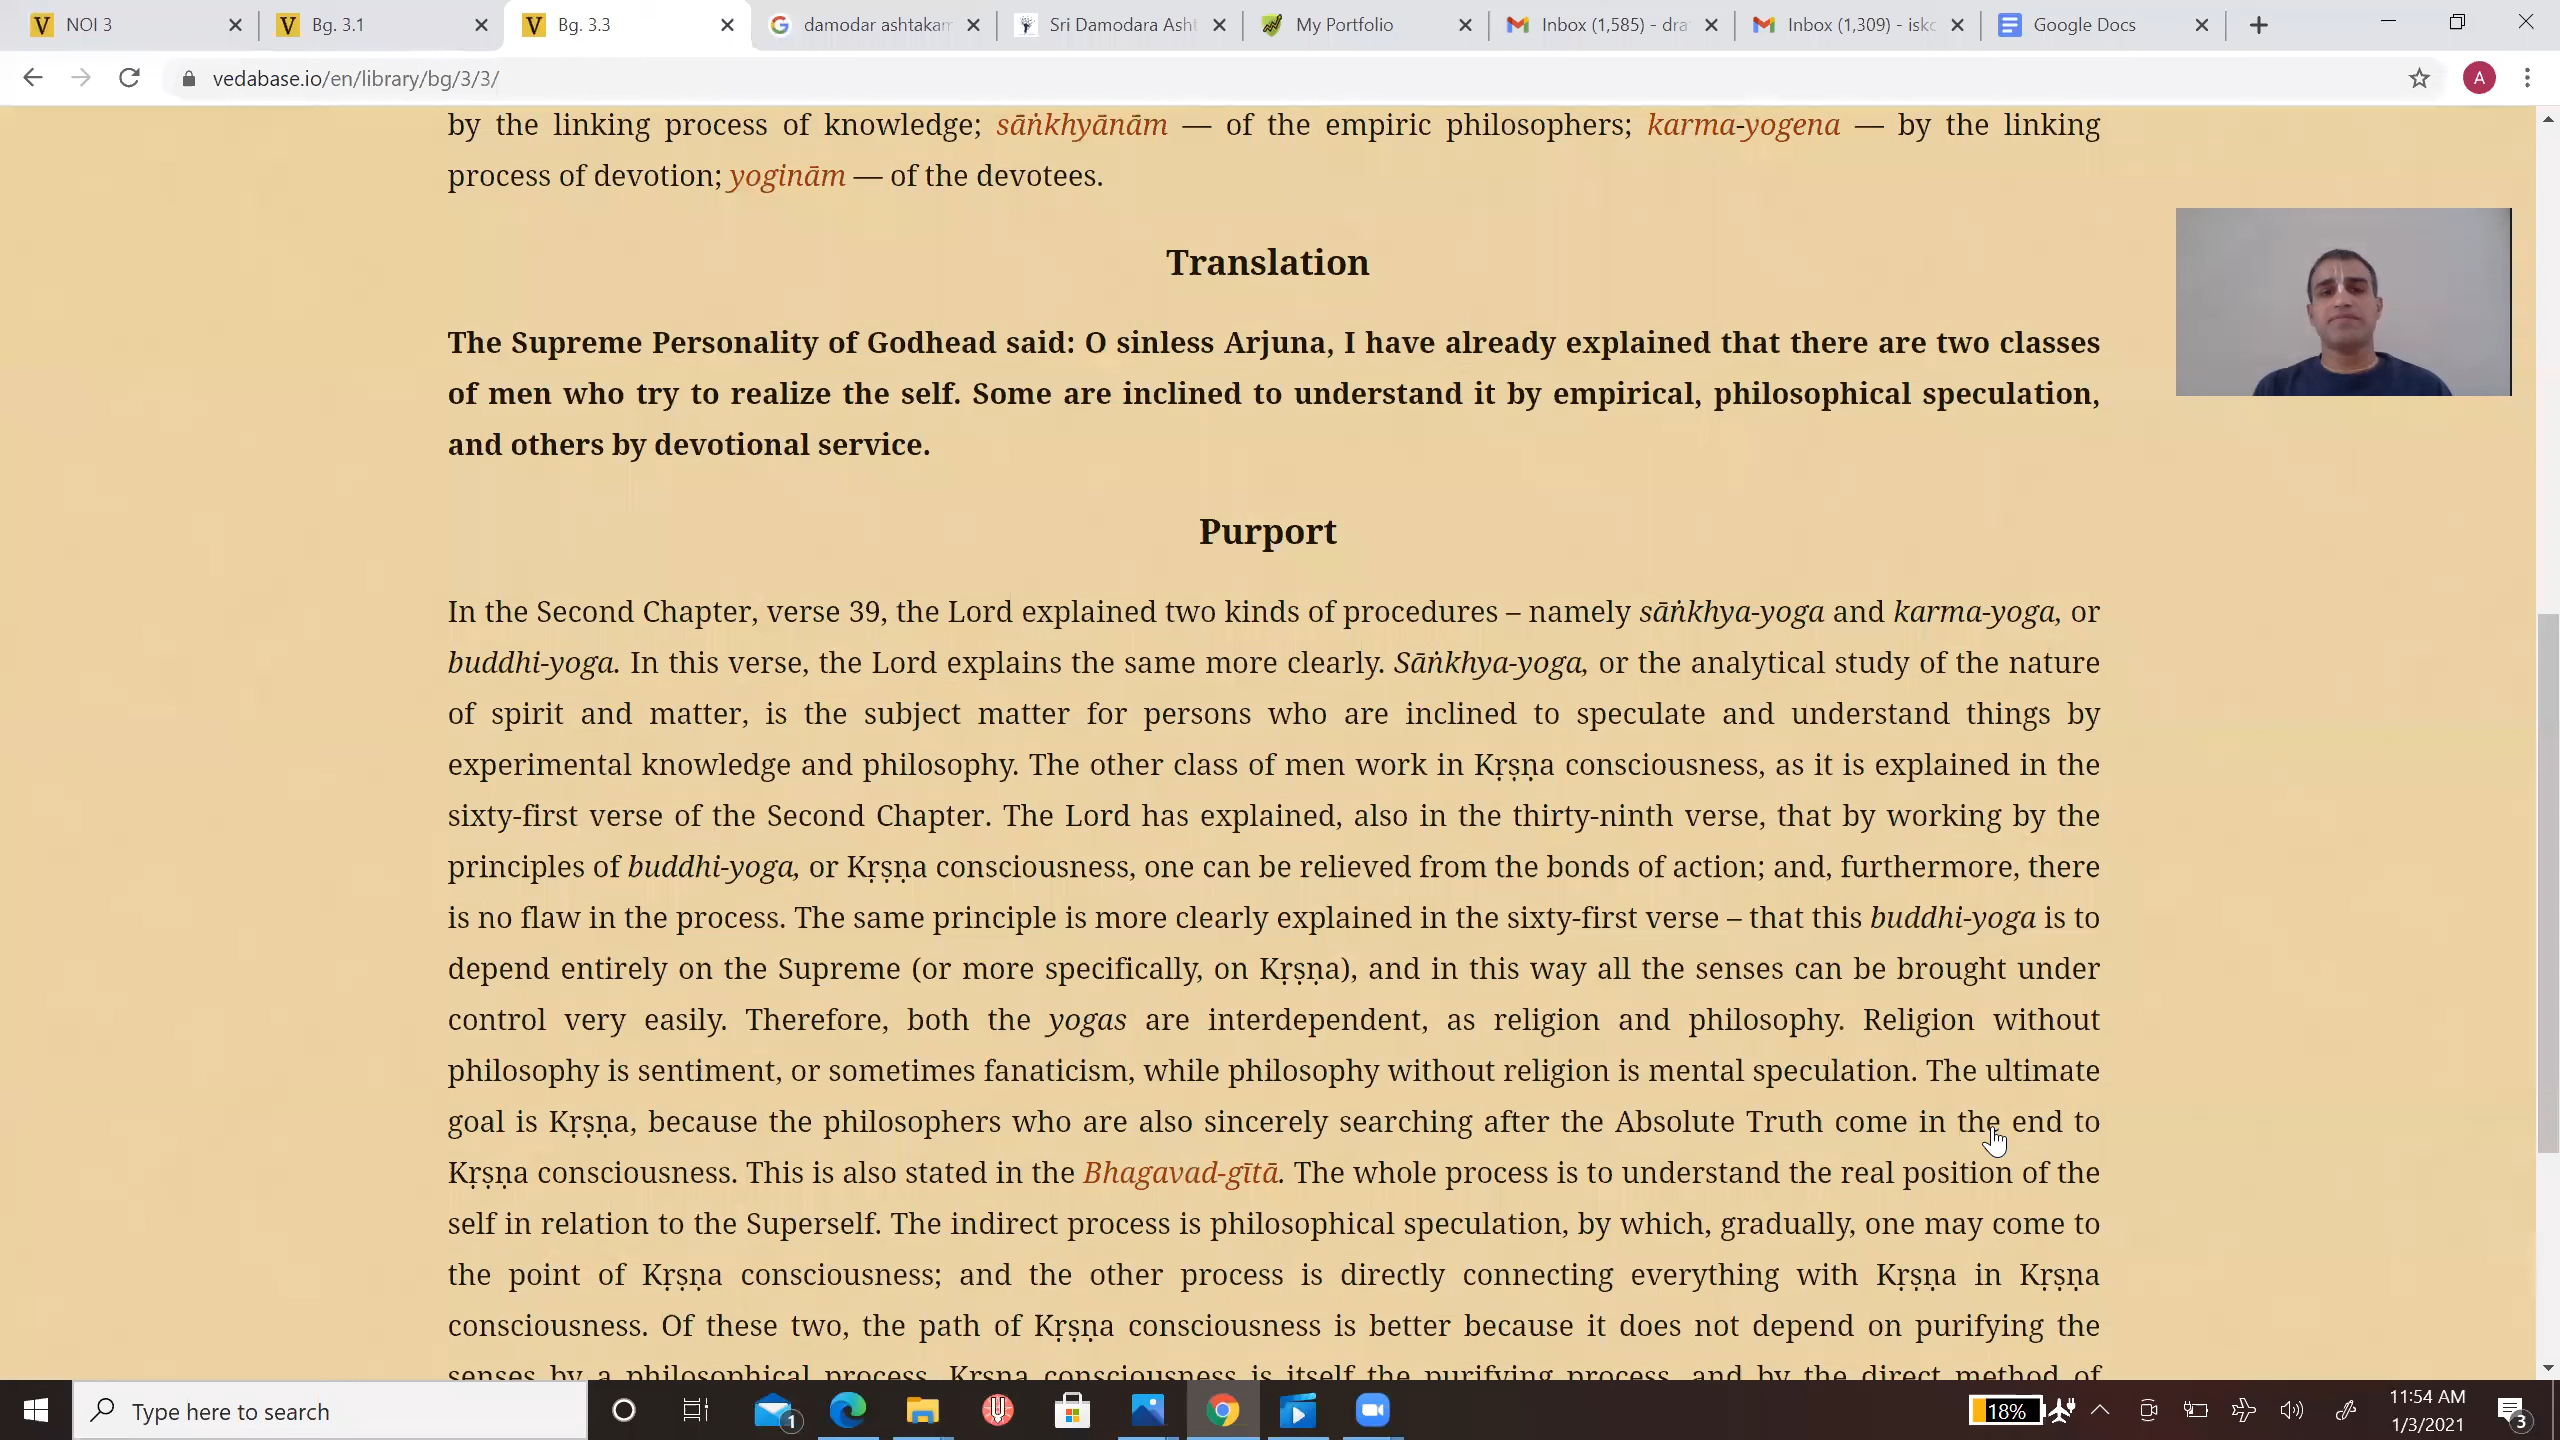 NOI 3
Bg. 3.1
Bg. 3.3
damodar ashtakam
Sri Damodara Asht
My Portfolio
Inbox (1,585) - dra
Inbox (1,309) - iskc
Google Docs
vedabase.io/en/library/bg/3/3/
A
by the linking process of knowledge; sāṅkhyānām — of the empiric philosophers; karma-yogena — by the linking
process of devotion; yoginām — of the devotees.
Translation
The Supreme Personality of Godhead said: O sinless Arjuna, I have already explained that there are two classes
of men who try to realize the self. Some are inclined to understand it by empirical, philosophical speculation,
and others by devotional service.
Purport
In the Second Chapter, verse 39, the Lord explained two kinds of procedures – namely sāṅkhya-yoga and karma-yoga, or
buddhi-yoga. In this verse, the Lord explains the same more clearly. Sāṅkhya-yoga, or the analytical study of the nature
of spirit and matter, is the subject matter for persons who are inclined to speculate and understand things by
experimental knowledge and philosophy. The other class of men work in Kṛṣṇa consciousness, as it is explained in the
sixty-first verse of the Second Chapter. The Lord has explained, also in the thirty-ninth verse, that by working by the
principles of buddhi-yoga, or Kṛṣṇa consciousness, one can be relieved from the bonds of action; and, furthermore, there
is no flaw in the process. The same principle is more clearly explained in the sixty-first verse – that this buddhi-yoga is to
depend entirely on the Supreme (or more specifically, on Kṛṣṇa), and in this way all the senses can be brought under
control very easily. Therefore, both the yogas are interdependent, as religion and philosophy. Religion without
philosophy is sentiment, or sometimes fanaticism, while philosophy without religion is mental speculation. The ultimate
goal is Kṛṣṇa, because the philosophers who are also sincerely searching after the Absolute Truth come in the end to
Kṛṣṇa consciousness. This is also stated in the Bhagavad-gītā. The whole process is to understand the real position of the
self in relation to the Superself. The indirect process is philosophical speculation, by which, gradually, one may come to
the point of Kṛṣṇa consciousness; and the other process is directly connecting everything with Kṛṣṇa in Kṛṣṇa
consciousness. Of these two, the path of Kṛṣṇa consciousness is better because it does not depend on purifying the
senses by a philosophical process. Kṛṣṇa consciousness is itself the purifying process, and by the direct method of
Type here to search
1
18%
11:54 AM
1/3/2021
3